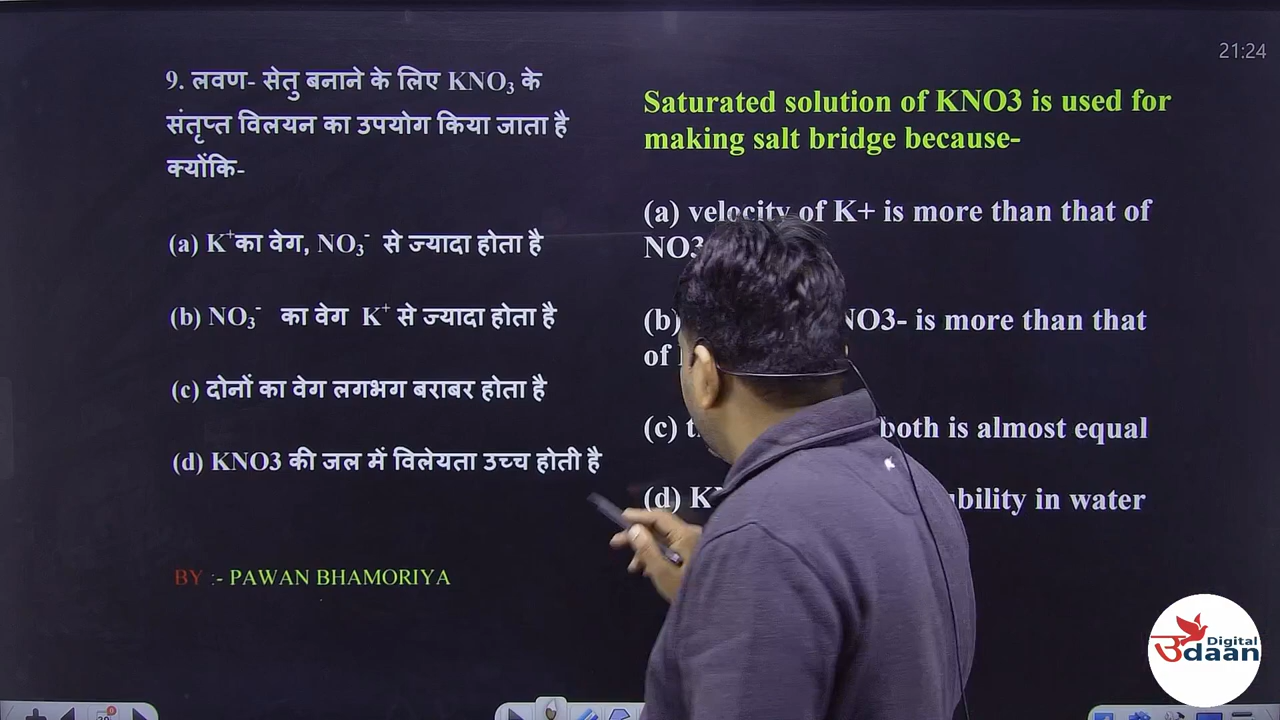 21:24
9. लवण- सेतु बनाने के लिए KNO₃ के
संतृप्त विलयन का उपयोग किया जाता है
क्योंकि-
(a) K⁺का वेग, NO₃⁻ से ज्यादा होता है
(b) NO₃⁻ का वेग K⁺ से ज्यादा होता है
(c) दोनों का वेग लगभग बराबर होता है
(d) KNO3 की जल में विलेयता उच्च होती है
BY :- PAWAN BHAMORIYA
Saturated solution of KNO3 is used for
making salt bridge because-
(a) velocity of K+ is more than that of
NO3
(b) NO3- is more than that
of
(c) both is almost equal
(d) in water
Digital
उdaan